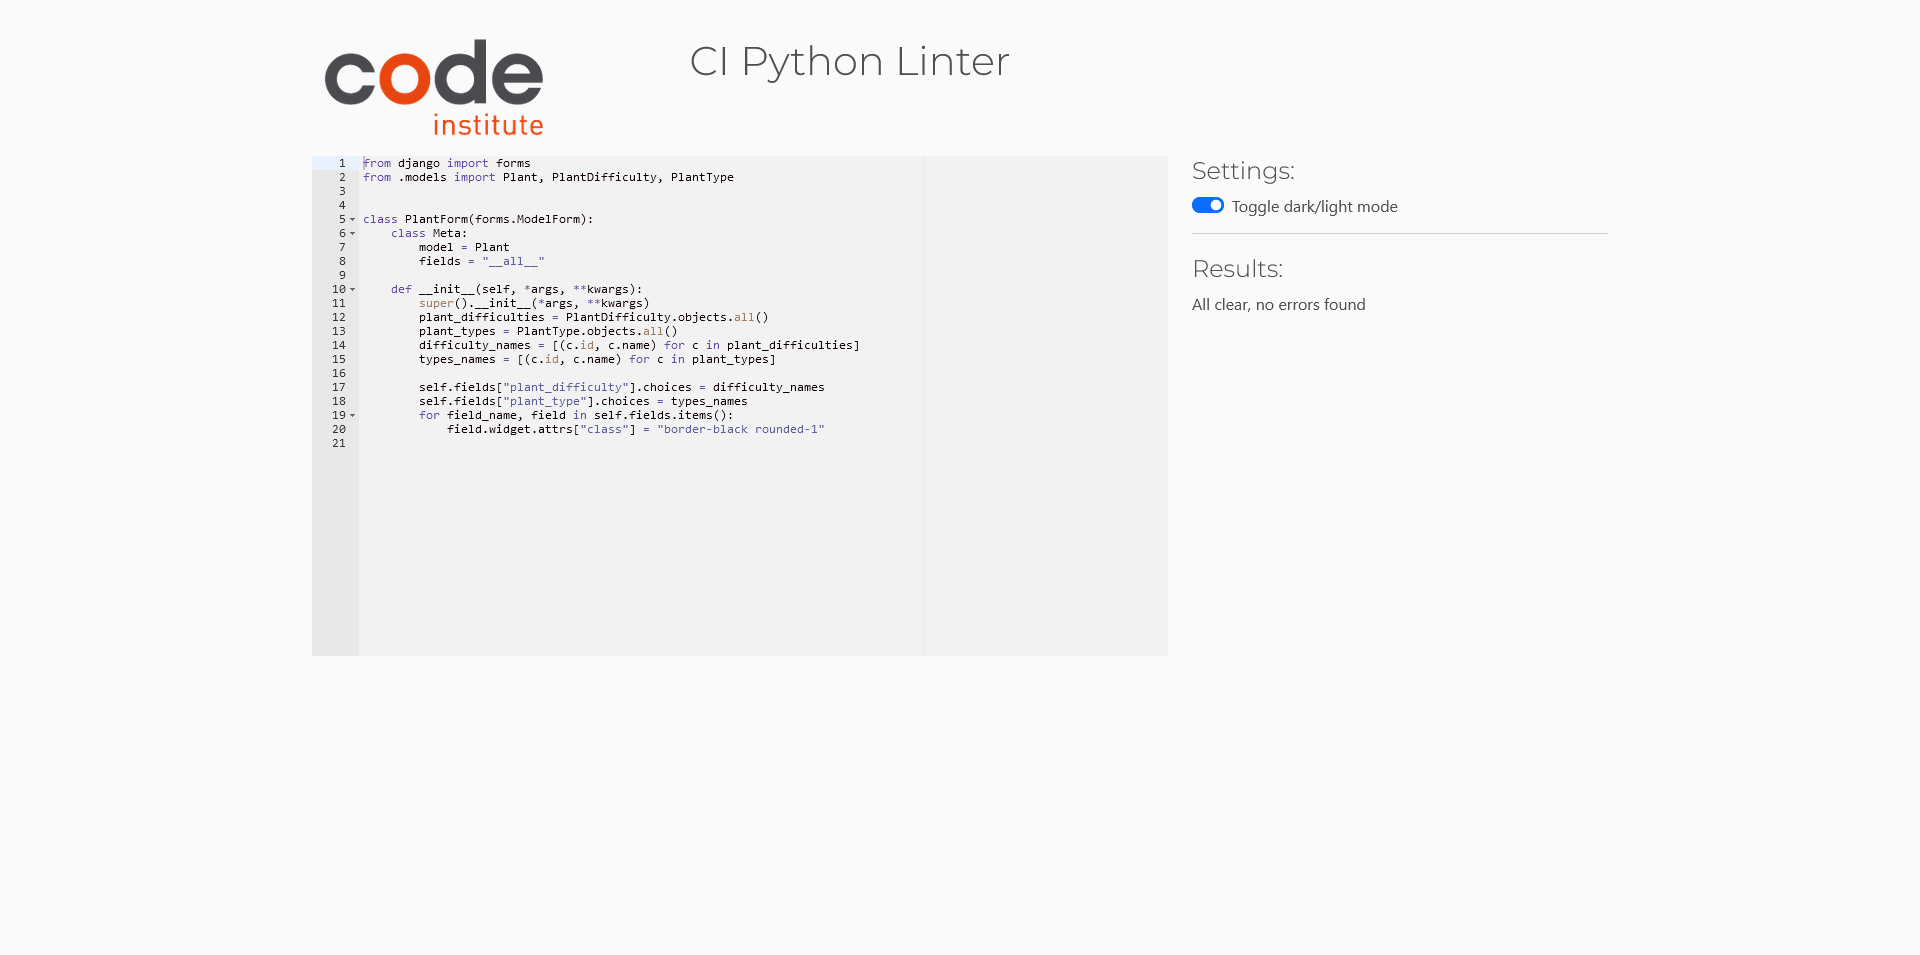 code
institute
CI Python Linter
1 from django import forms
2 from .models import Plant, PlantDifficulty, PlantType
3
4
5 class PlantForm(forms.ModelForm):
6     class Meta:
7         model = Plant
8         fields = "__all__"
9
10     def __init__(self, *args, **kwargs):
11         super().__init__(*args, **kwargs)
12         plant_difficulties = PlantDifficulty.objects.all()
13         plant_types = PlantType.objects.all()
14         difficulty_names = [(c.id, c.name) for c in plant_difficulties]
15         types_names = [(c.id, c.name) for c in plant_types]
16
17         self.fields["plant_difficulty"].choices = difficulty_names
18         self.fields["plant_type"].choices = types_names
19         for field_name, field in self.fields.items():
20             field.widget.attrs["class"] = "border-black rounded-1"
21
Settings:
Toggle dark/light mode
Results:
All clear, no errors found